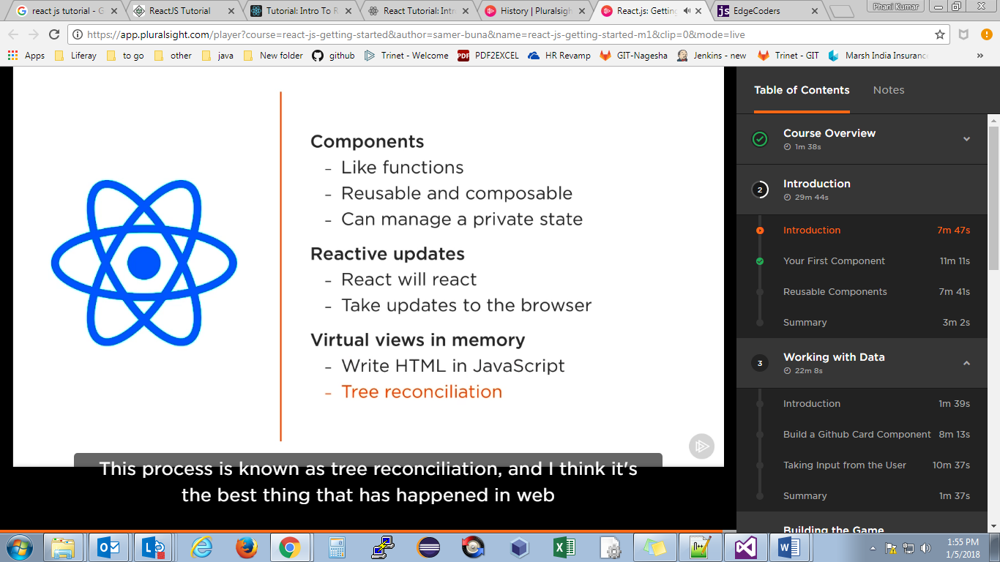 react js tutorial - G
ReactJS Tutorial
Tutorial: Intro To R
React Tutorial: Intro
History | Pluralsigh
React.js: Getting
EdgeCoders
Phani Kumar
https://app.pluralsight.com/player?course=react-js-getting-started&author=samer-buna&name=react-js-getting-started-m1&clip=0&mode=live
Apps
Liferay
to go
other
java
New folder
github
Trinet - Welcome
PDF
PDF2EXCEL
HR Revamp
GIT-Nagesha
Jenkins - new
Trinet - GIT
Marsh India Insuranc
»
Components
- Like functions
- Reusable and composable
- Can manage a private state
Reactive updates
- React will react
- Take updates to the browser
Virtual views in memory
- Write HTML in JavaScript
- Tree reconciliation
This process is known as tree reconciliation, and I think it's
the best thing that has happened in web
Table of Contents
Notes
Course Overview
1m 38s
2
Introduction
29m 44s
Introduction 7m 47s
Your First Component 11m 11s
Reusable Components 7m 41s
Summary 3m 2s
3
Working with Data
22m 8s
Introduction 1m 39s
Build a Github Card Component 8m 13s
Taking Input from the User 10m 37s
Summary 1m 37s
Building the Game
1:55 PM
1/5/2018